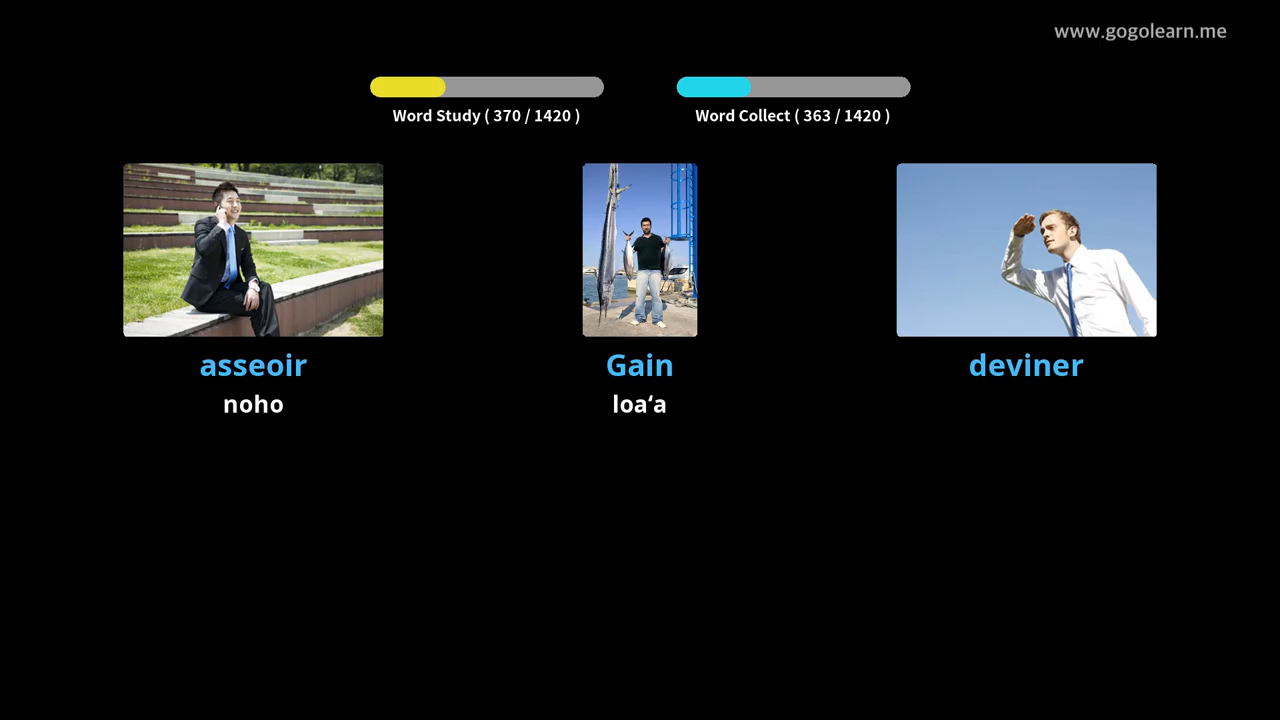 www.gogolearn.me
Word Study ( 370 / 1420 )
Word Collect ( 363 / 1420 )
asseoir
noho
Gain
loaʻa
deviner